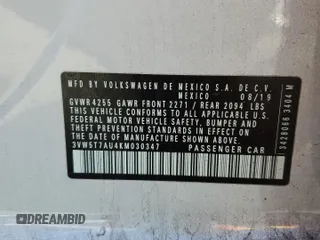 MFD BY VOLKSWAGEN DE MEXICO S.A. DE C.V.
MEXICO 08/19
GVWR 4255 GAWR FRONT 2271 / REAR 2094 LBS
THIS VEHICLE CONFORMS TO ALL APPLICABLE U.S.
FEDERAL MOTOR VEHICLE SAFETY, BUMPER, AND
THEFT PREVENTION STANDARDS IN EFFECT ON THE
DATE OF MANUFACTURE SHOWN ABOVE.
3VW5T7AU4KM030347 PASSENGER CAR
3428066 3404 M
@IDCARBIDAMD